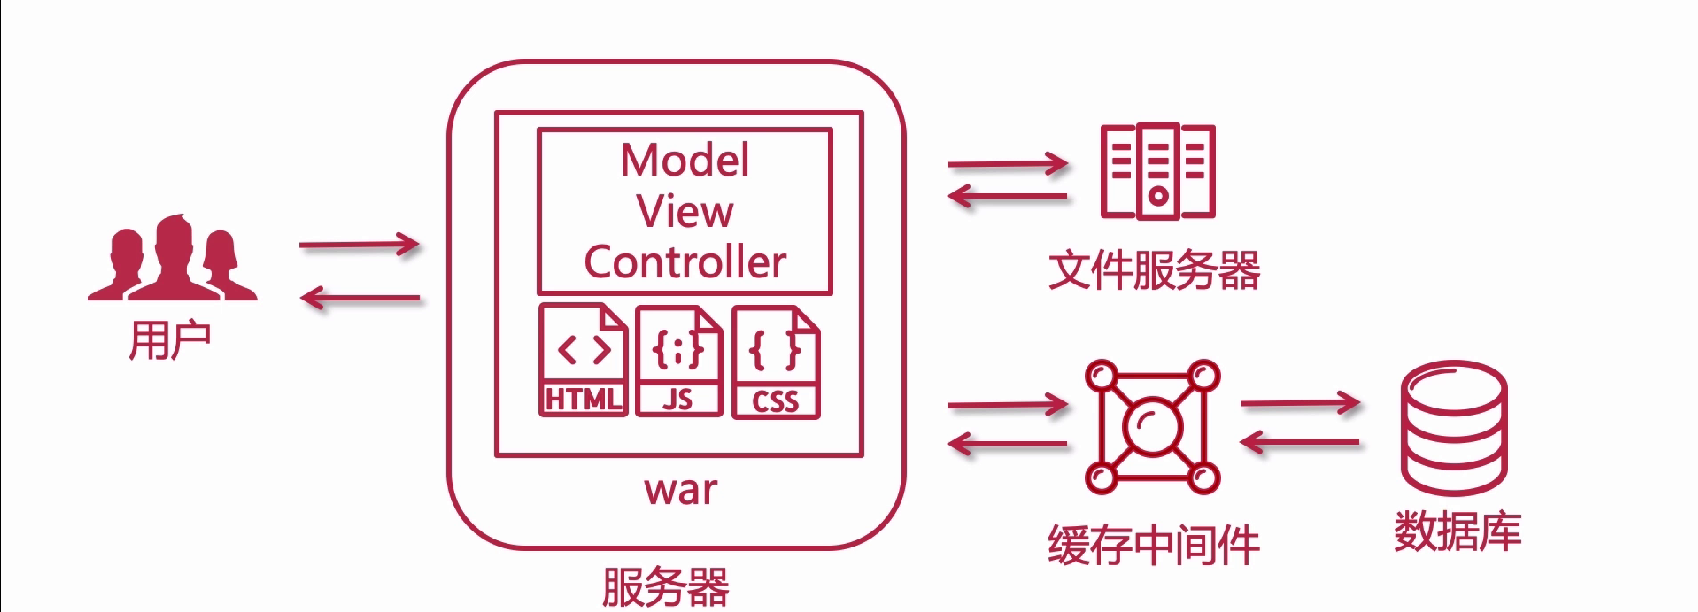 Model
View
Controller
HTML
JS
CSS
war
服务器
用户
文件服务器
缓存中间件
数据库